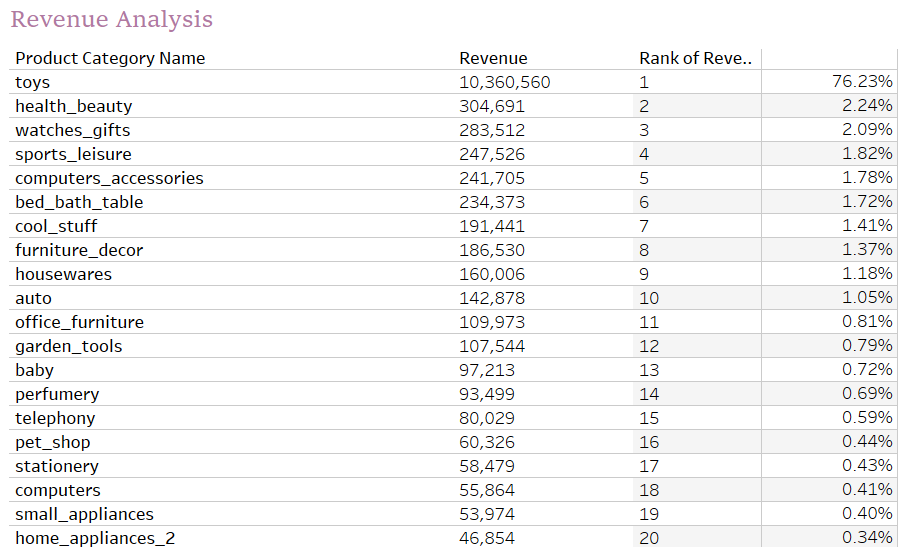 Revenue Analysis
Product Category Name Revenue Rank of Reve..
toys 10,360,560 1 76.23%
health_beauty 304,691 2 2.24%
watches_gifts 283,512 3 2.09%
sports_leisure 247,526 4 1.82%
computers_accessories 241,705 5 1.78%
bed_bath_table 234,373 6 1.72%
cool_stuff 191,441 7 1.41%
furniture_decor 186,530 8 1.37%
housewares 160,006 9 1.18%
auto 142,878 10 1.05%
office_furniture 109,973 11 0.81%
garden_tools 107,544 12 0.79%
baby 97,213 13 0.72%
perfumery 93,499 14 0.69%
telephony 80,029 15 0.59%
pet_shop 60,326 16 0.44%
stationery 58,479 17 0.43%
computers 55,864 18 0.41%
small_appliances 53,974 19 0.40%
home_appliances_2 46,854 20 0.34%